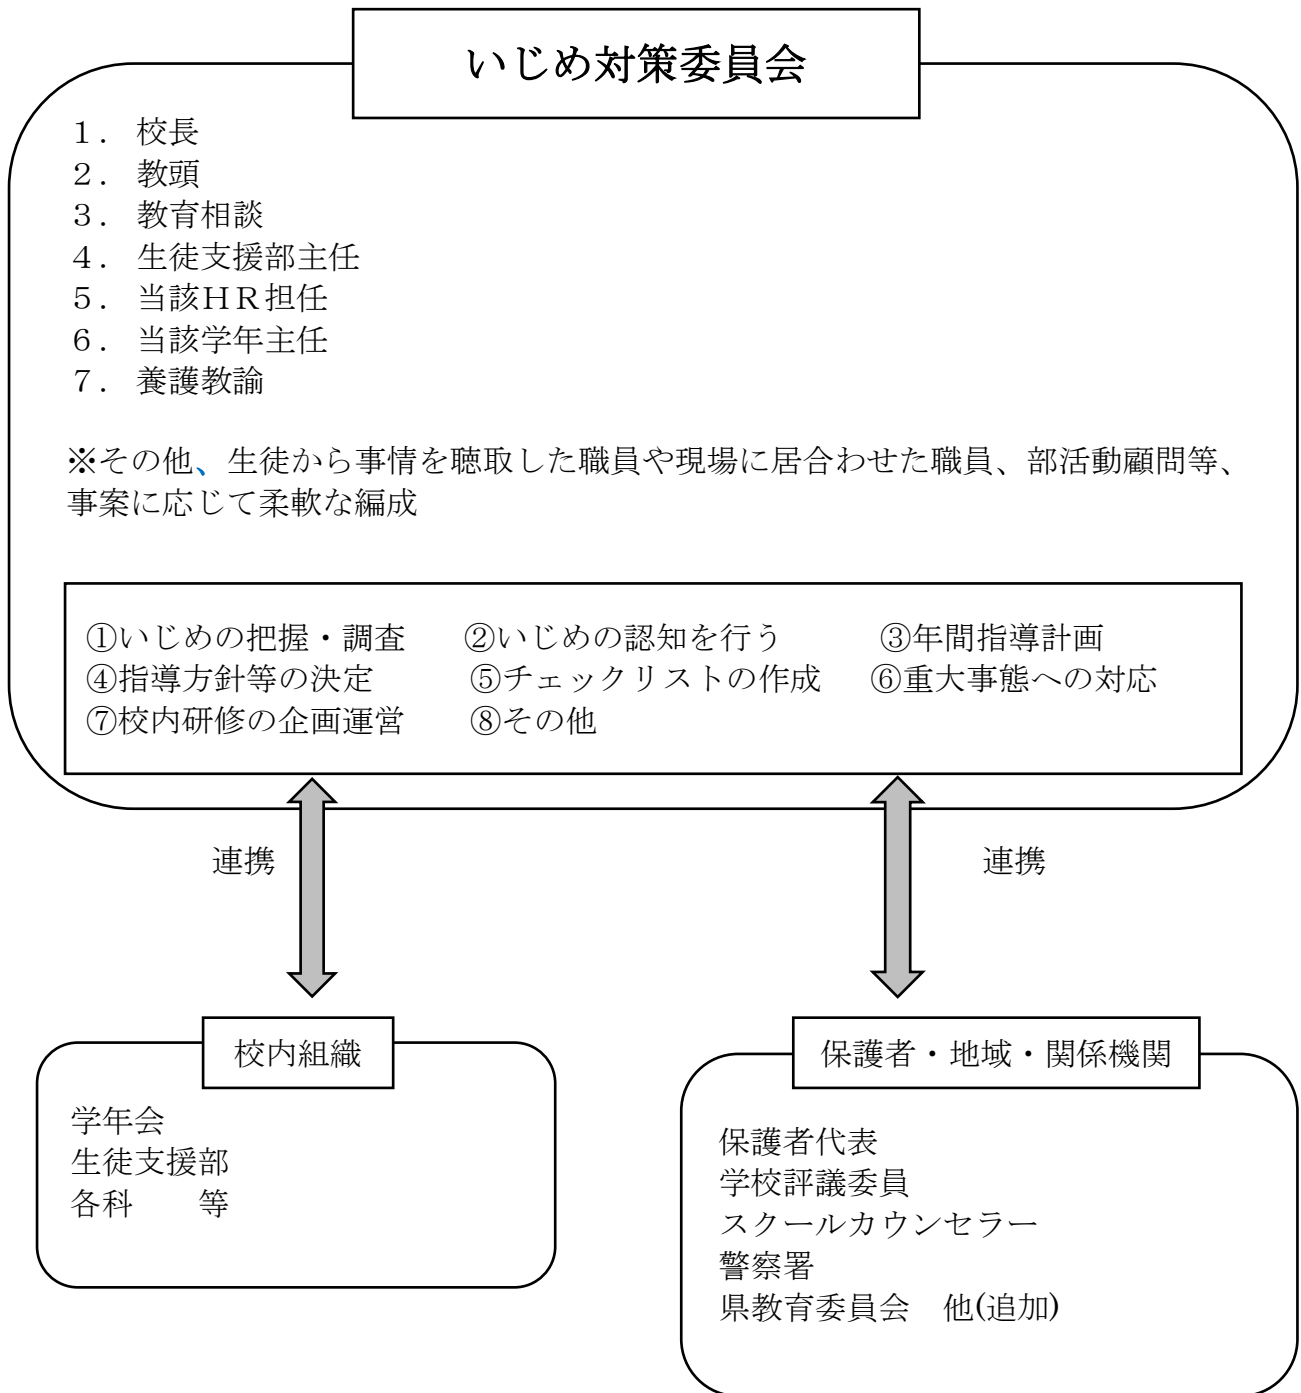 いじめ対策委員会
１． 校長
２． 教頭
３． 教育相談
４． 生徒支援部主任
５． 当該ＨＲ担任
６． 当該学年主任
７． 養護教諭
※その他、生徒から事情を聴取した職員や現場に居合わせた職員、部活動顧問等、
事案に応じて柔軟な編成
①いじめの把握・調査　②いじめの認知を行う　③年間指導計画
④指導方針等の決定　⑤チェックリストの作成　⑥重大事態への対応
⑦校内研修の企画運営　⑧その他
連携　連携
校内組織
学年会
生徒支援部
各科　　等
保護者・地域・関係機関
保護者代表
学校評議委員
スクールカウンセラー
警察署
県教育委員会　他(追加)